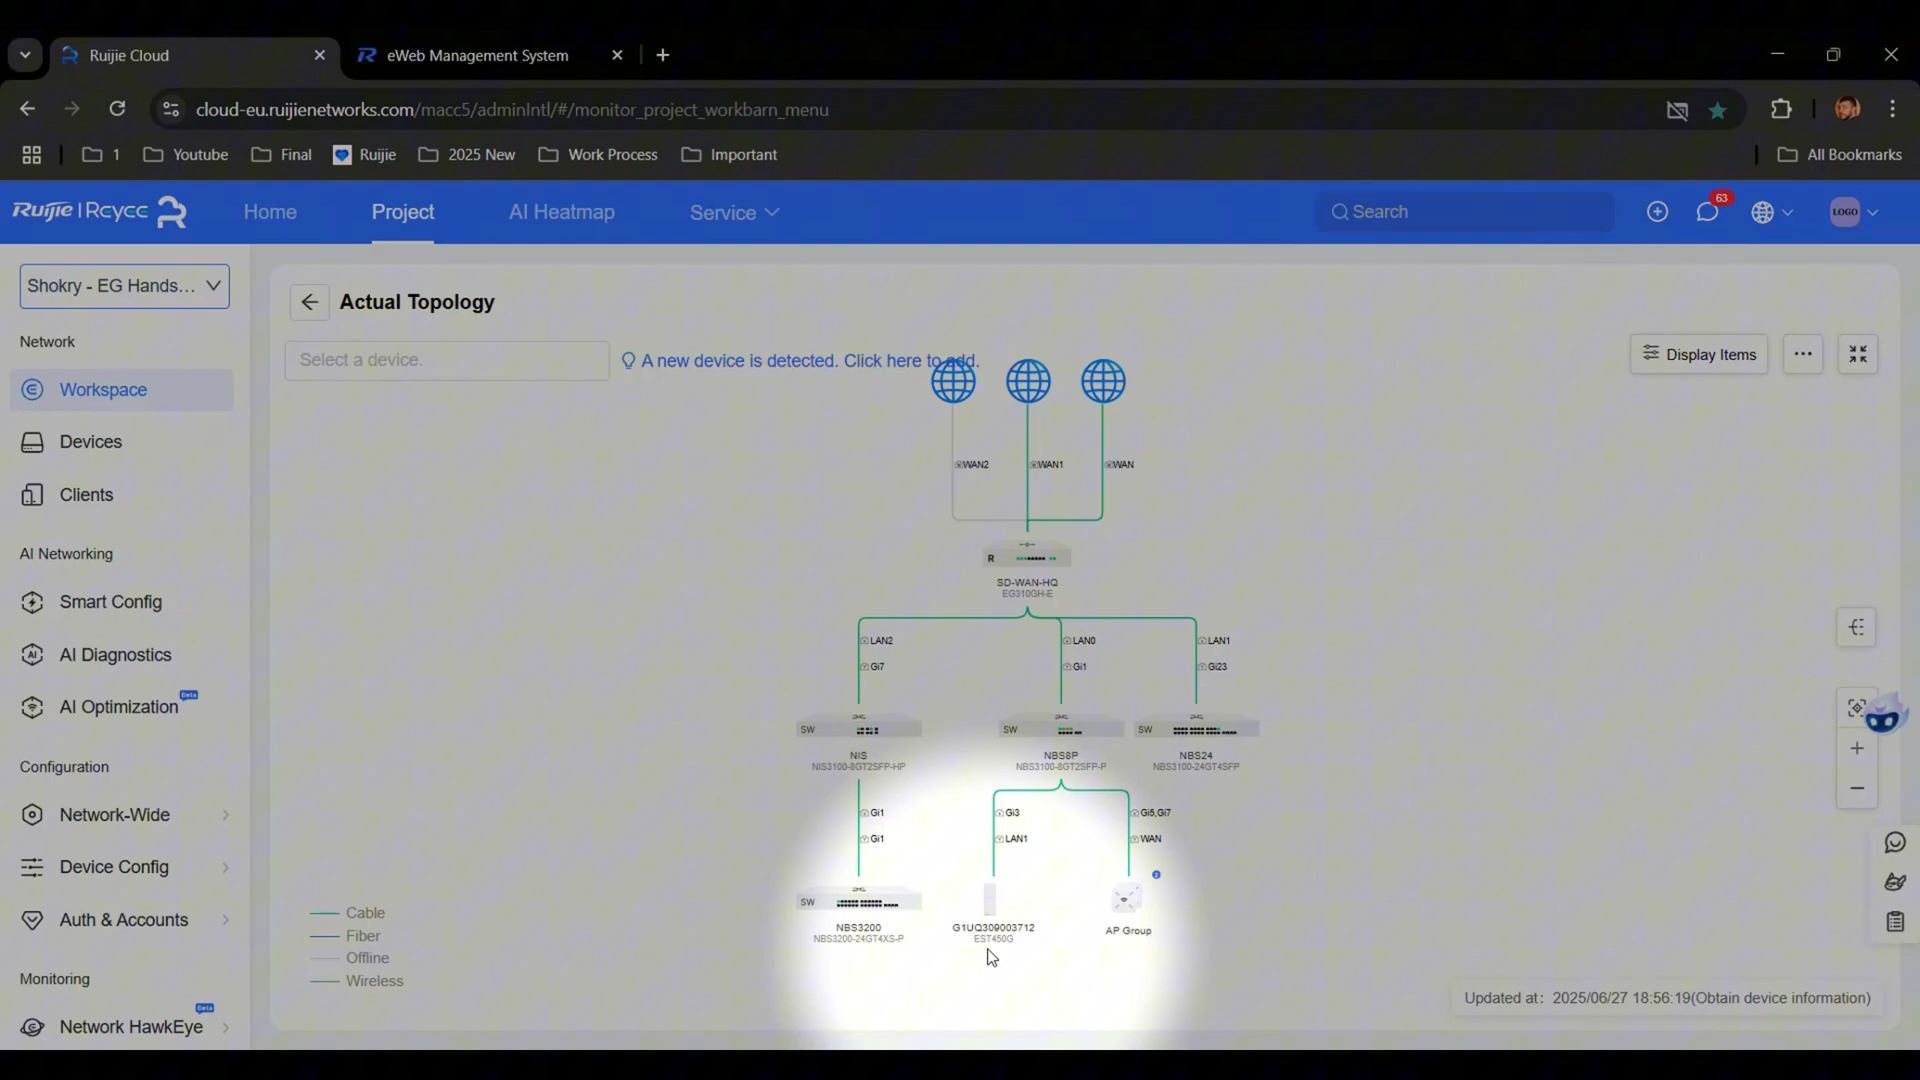 Ruijie Cloud
eWeb Management System
cloud-eu.ruijienetworks.com/macc5/adminIntl/#/monitor_project_workbarn_menu
1
Youtube
Final
Ruijie
2025 New
Work Process
Important
All Bookmarks
Ruijie | Reyee
Home
Project
AI Heatmap
Service
Search
63
LOGO
Shokry - EG Hands...
Network
Workspace
Devices
Clients
AI Networking
Smart Config
AI Diagnostics
AI Optimization
Beta
Configuration
Network-Wide
Device Config
Auth & Accounts
Monitoring
Network HawkEye
Beta
Actual Topology
Select a device.
A new device is detected. Click here to add.
Display Items
WAN2
WAN1
WAN
R
SD-WAN-HQ
EG310GH-E
LAN2
LAN0
LAN1
Gi7
Gi1
Gi23
SW
SW
SW
NIS
NIS3100-8GT2SFP-HP
NBS8P
NBS3100-8GT2SFP-P
NBS24
NBS3100-24GT4SFP
Gi1
Gi3
Gi5,Gi7
Gi1
LAN1
WAN
2
SW
NBS3200
NBS3200-24GT4XS-P
G1UQ309003712
EST450G
AP Group
Cable
Fiber
Offline
Wireless
Updated at: 2025/06/27 18:56:19(Obtain device information)